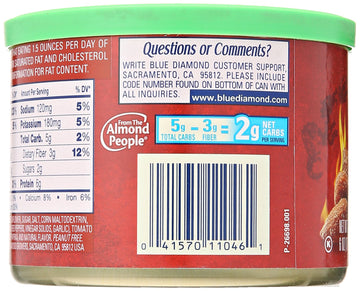 EATING 1.5 OUNCES PER DAY OF
SATURATED FAT AND CHOLESTEROL
INFORMATION FOR FAT CONTENT.
Amount Per Serving % DV*
Sodium 120mg 5%
Potassium 180mg 5%
Total Carb. 5g 2%
Dietary Fiber 3g 12%
Sugars 2g
Protein 6g
Calcium 8% • Iron 6%
SUGAR, SALT, CORN MALTODEXTRIN,
VINEGAR SOLIDS, GARLIC, TOMATO
AND NATURAL FLAVOR. PEANUT FREE.
GROWERS, SACRAMENTO, CA 95812 USA
Questions or Comments?
WRITE BLUE DIAMOND CUSTOMER SUPPORT,
SACRAMENTO, CA. 95812. PLEASE INCLUDE
CODE NUMBER FOUND ON BOTTOM OF CAN WITH
ALL INQUIRIES.
www.bluediamond.com
From The
Almond
People®
5g – 3g = 2g NET CARBS
TOTAL CARBS FIBER PER SERVING
0 41570 11046 1
P-26698.001
K